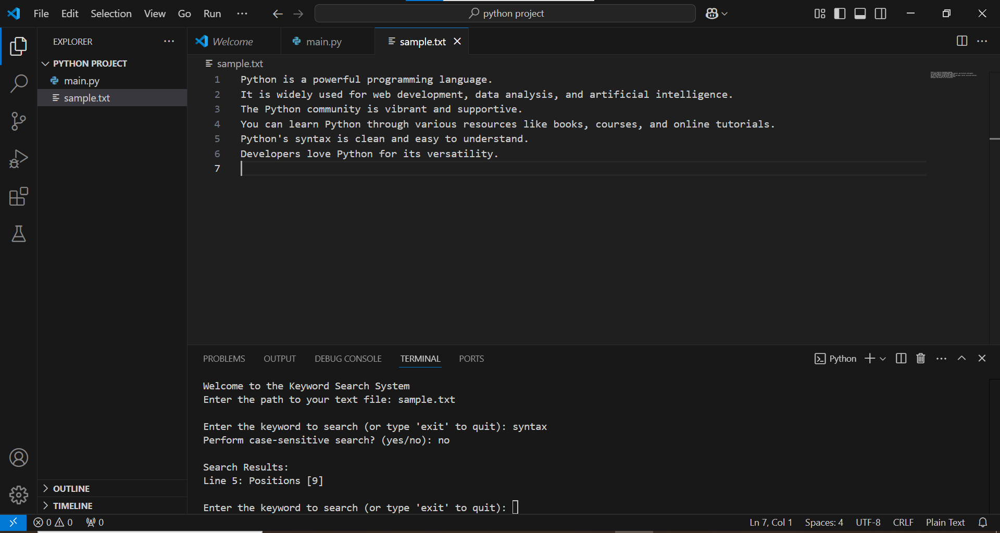 File Edit Selection View Go Run ··· python project
EXPLORER ···
PYTHON PROJECT
main.py
sample.txt
OUTLINE
TIMELINE
Welcome main.py sample.txt
sample.txt
1 Python is a powerful programming language.
2 It is widely used for web development, data analysis, and artificial intelligence.
3 The Python community is vibrant and supportive.
4 You can learn Python through various resources like books, courses, and online tutorials.
5 Python's syntax is clean and easy to understand.
6 Developers love Python for its versatility.
7
PROBLEMS OUTPUT DEBUG CONSOLE TERMINAL PORTS Python
Welcome to the Keyword Search System
Enter the path to your text file: sample.txt
Enter the keyword to search (or type 'exit' to quit): syntax
Perform case-sensitive search? (yes/no): no
Search Results:
Line 5: Positions [9]
Enter the keyword to search (or type 'exit' to quit):
0 0 0 Ln 7, Col 1 Spaces: 4 UTF-8 CRLF Plain Text